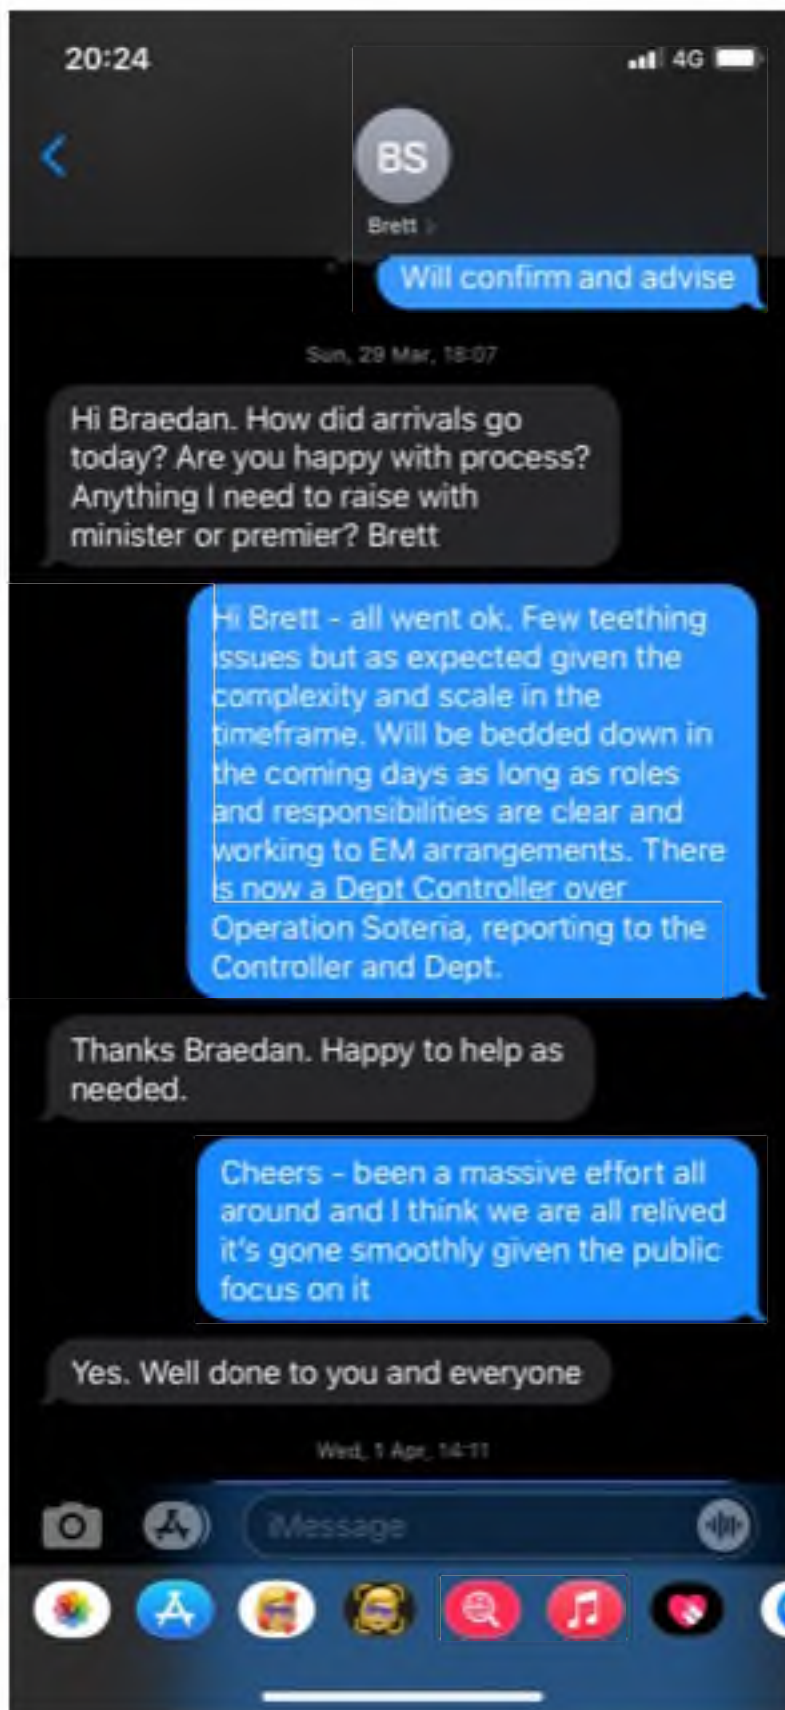 20:24
4G
BS
Brett
Will confirm and advise
Sun, 29 Mar, 18:07
Hi Braedan. How did arrivals go
today? Are you happy with process?
Anything I need to raise with
minister or premier? Brett
Hi Brett - all went ok. Few teething
issues but as expected given the
complexity and scale in the
timeframe. Will be bedded down in
the coming days as long as roles
and responsibilities are clear and
working to EM arrangements. There
is now a Dept Controller over
Operation Soteria, reporting to the
Controller and Dept.
Thanks Braedan. Happy to help as
needed.
Cheers - been a massive effort all
around and I think we are all relived
it's gone smoothly given the public
focus on it
Yes. Well done to you and everyone
Wed, 1 Apr, 14:11
iMessage